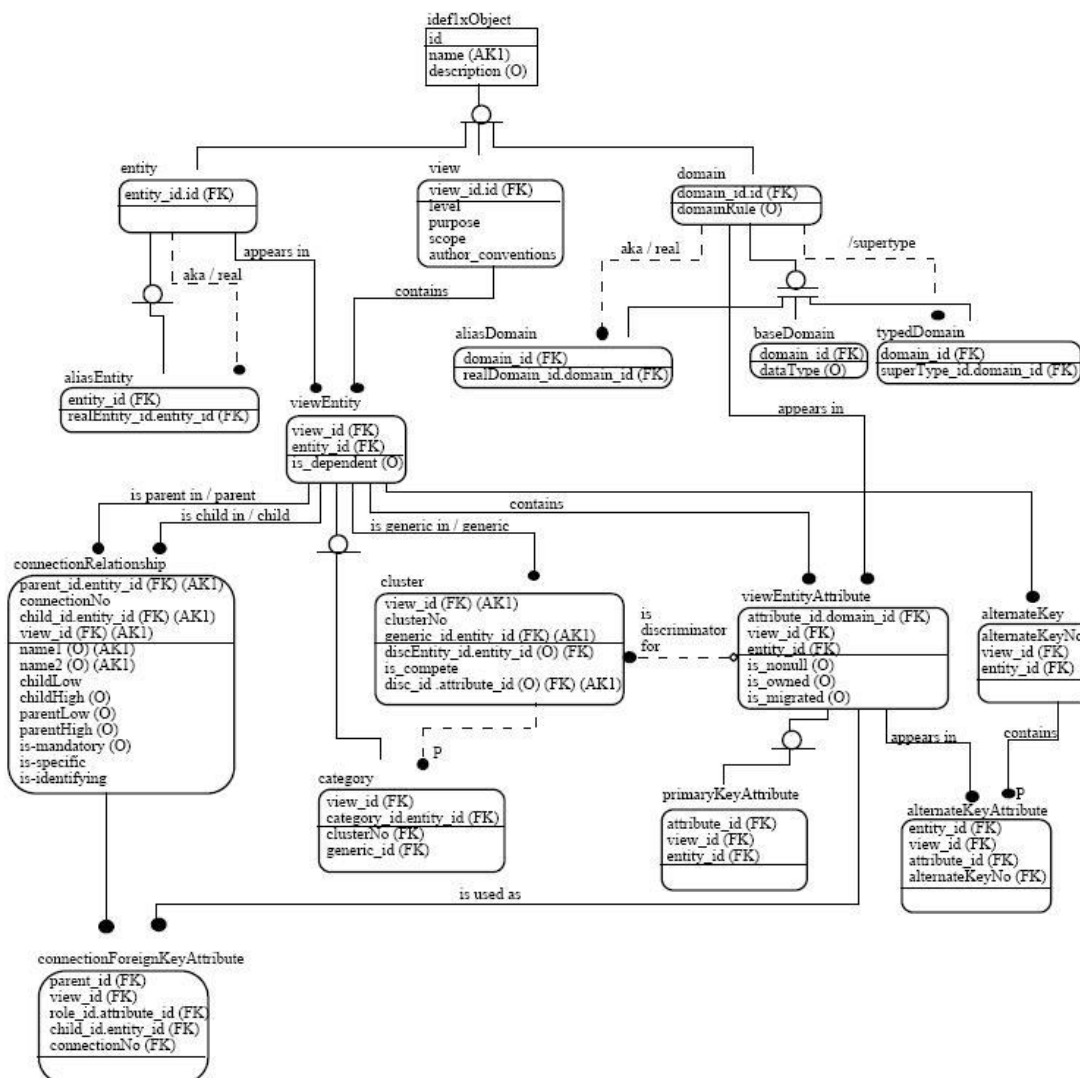 idef1xObject
id
name (AK1)
description (O)
entity
entity_id.id (FK)
view
view_id.id (FK)
level
purpose
scope
author_conventions
domain
domain_id.id (FK)
domainRule (O)
appears in
aka / real
contains
aka / real
/supertype
aliasDomain
domain_id (FK)
realDomain_id.domain_id (FK)
baseDomain
domain_id (FK)
dataType (O)
typedDomain
domain_id (FK)
superType_id.domain_id (FK)
aliasEntity
entity_id (FK)
realEntity_id.entity_id (FK)
viewEntity
view_id (FK)
entity_id (FK)
is_dependent (O)
appears in
is parent in / parent
is child in / child
is generic in / generic
contains
connectionRelationship
parent_id.entity_id (FK) (AK1)
connectionNo
child_id.entity_id (FK) (AK1)
view_id (FK) (AK1)
name1 (O) (AK1)
name2 (O) (AK1)
childLow
childHigh (O)
parentLow (O)
parentHigh (O)
is-mandatory (O)
is-specific
is-identifying
cluster
view_id (FK) (AK1)
clusterNo
generic_id.entity_id (FK) (AK1)
discEntity_id.entity_id (O) (FK)
is_compete
disc_id .attribute_id (O) (FK) (AK1)
is
discriminator
for
viewEntityAttribute
attribute_id.domain_id (FK)
view_id (FK)
entity_id (FK)
is_nonull (O)
is_owned (O)
is_migrated (O)
alternateKey
alternateKeyNo
view_id (FK)
entity_id (FK)
P
category
view_id (FK)
category_id.entity_id (FK)
clusterNo (FK)
generic_id (FK)
primaryKeyAttribute
attribute_id (FK)
view_id (FK)
entity_id (FK)
appears in
contains
P
alternateKeyAttribute
entity_id (FK)
view_id (FK)
attribute_id (FK)
alternateKeyNo (FK)
is used as
connectionForeignKeyAttribute
parent_id (FK)
view_id (FK)
role_id.attribute_id (FK)
child_id.entity_id (FK)
connectionNo (FK)